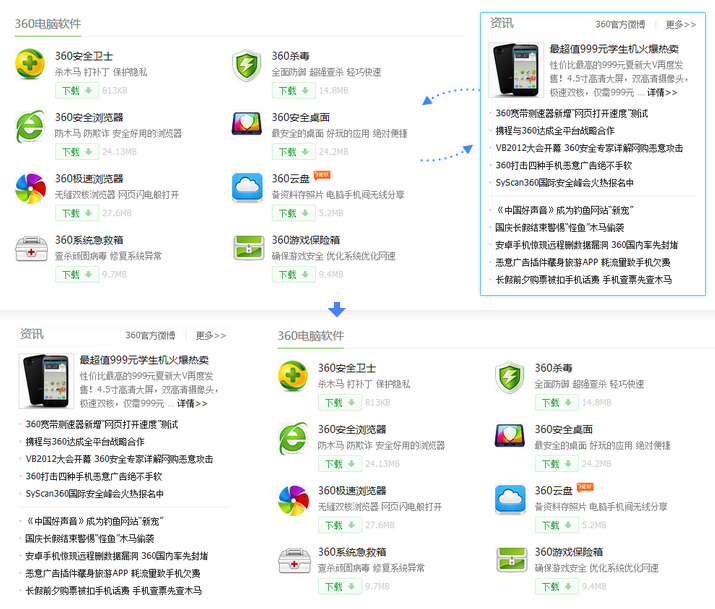 360电脑软件
360安全卫士
杀木马 打补丁 保护隐私
下载 813KB
360杀毒
全面防御 超强查杀 轻巧快速
下载 14.8MB
360安全浏览器
防木马 防欺诈 安全好用的浏览器
下载 24.13MB
360安全桌面
最安全的桌面 好玩的应用 绝对便捷
下载 24.2MB
360极速浏览器
无缝双核浏览器 网页闪电般打开
下载 27.6MB
360云盘 NEW
备资料存照片 电脑手机间无线分享
下载 5.2MB
360系统急救箱
查杀顽固病毒 修复系统异常
下载 9.7MB
360游戏保险箱
确保游戏安全 优化系统优化网速
下载 9.4MB
资讯 360官方微博 更多>>
最超值999元学生机火爆热卖
性价比最高的999元夏新大V再度发
售！4.5寸高清大屏，双高清摄像头，
极速双核，仅需999元 ... 详情>>
360宽带测速器新增"网页打开速度"测试
携程与360达成全平台战略合作
VB2012大会开幕 360安全专家详解网购恶意攻击
360打击四种手机恶意广告绝不手软
SyScan360国际安全峰会火热报名中
《中国好声音》成为钓鱼网站"新宠"
国庆长假结束警惕"怪鱼"木马偷袭
安卓手机惊现远程删数据漏洞 360国内率先封堵
恶意广告插件藏身旅游APP 耗流量致手机欠费
长假前夕购票被扣手机话费 手机查票先查木马
资讯 360官方微博 更多>>
最超值999元学生机火爆热卖
性价比最高的999元夏新大V再度发
售！4.5寸高清大屏，双高清摄像头，
极速双核，仅需999元 ... 详情>>
360宽带测速器新增"网页打开速度"测试
携程与360达成全平台战略合作
VB2012大会开幕 360安全专家详解网购恶意攻击
360打击四种手机恶意广告绝不手软
SyScan360国际安全峰会火热报名中
《中国好声音》成为钓鱼网站"新宠"
国庆长假结束警惕"怪鱼"木马偷袭
安卓手机惊现远程删数据漏洞 360国内率先封堵
恶意广告插件藏身旅游APP 耗流量致手机欠费
长假前夕购票被扣手机话费 手机查票先查木马
360电脑软件
360安全卫士
杀木马 打补丁 保护隐私
下载 813KB
360杀毒
全面防御 超强查杀 轻巧快速
下载 14.8MB
360安全浏览器
防木马 防欺诈 安全好用的浏览器
下载 24.13MB
360安全桌面
最安全的桌面 好玩的应用 绝对便捷
下载 24.2MB
360极速浏览器
无缝双核浏览器 网页闪电般打开
下载 27.6MB
360云盘 NEW
备资料存照片 电脑手机间无线分享
下载 5.2MB
360系统急救箱
查杀顽固病毒 修复系统异常
下载 9.7MB
360游戏保险箱
确保游戏安全 优化系统优化网速
下载 9.4MB